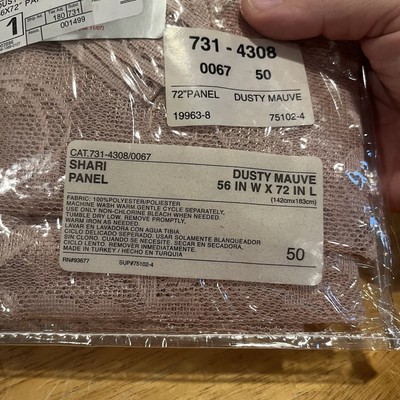 180 731
001499
1
731 - 4308
0067 50
72"PANEL DUSTY MAUVE
19963-8 75102-4
CAT.731-4308/0067
SHARI DUSTY MAUVE
PANEL 56 IN W X 72 IN L
(142cmx183cm)
FABRIC: 100%POLYESTER/POLIESTER
MACHINE WASH WARM, GENTLE CYCLE SEPARATELY,
USE ONLY NON-CHLORINE BLEACH WHEN NEEDED.
TUMBLE DRY LOW. REMOVE PROMPTLY.
WARM IRON AS NEEDED.
LAVAR EN LAVADORA CON AGUA TIBIA.
CICLO DELICADO SEPARADO. USAR SOLAMENTE BLANQUEADOR
SIN CLORO, CUANDO SE NECESITE. SECAR EN SECADORA,
CICLO LENTO. REMOVER INMEDIATAMENTE.
MADE IN TURKEY / HECHO EN TURQUIA
50
RN#93677 SUP#75102-4